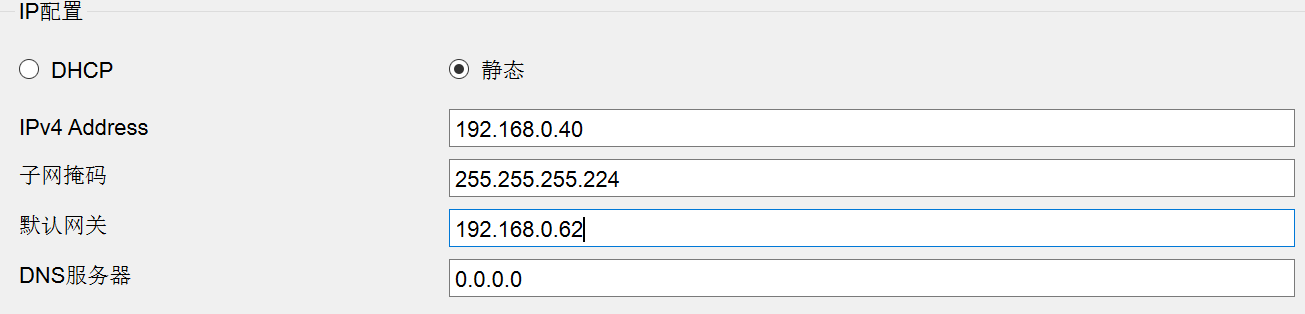 IP配置
DHCP 静态
IPv4 Address 192.168.0.40
子网掩码 255.255.255.224
默认网关 192.168.0.62
DNS服务器 0.0.0.0